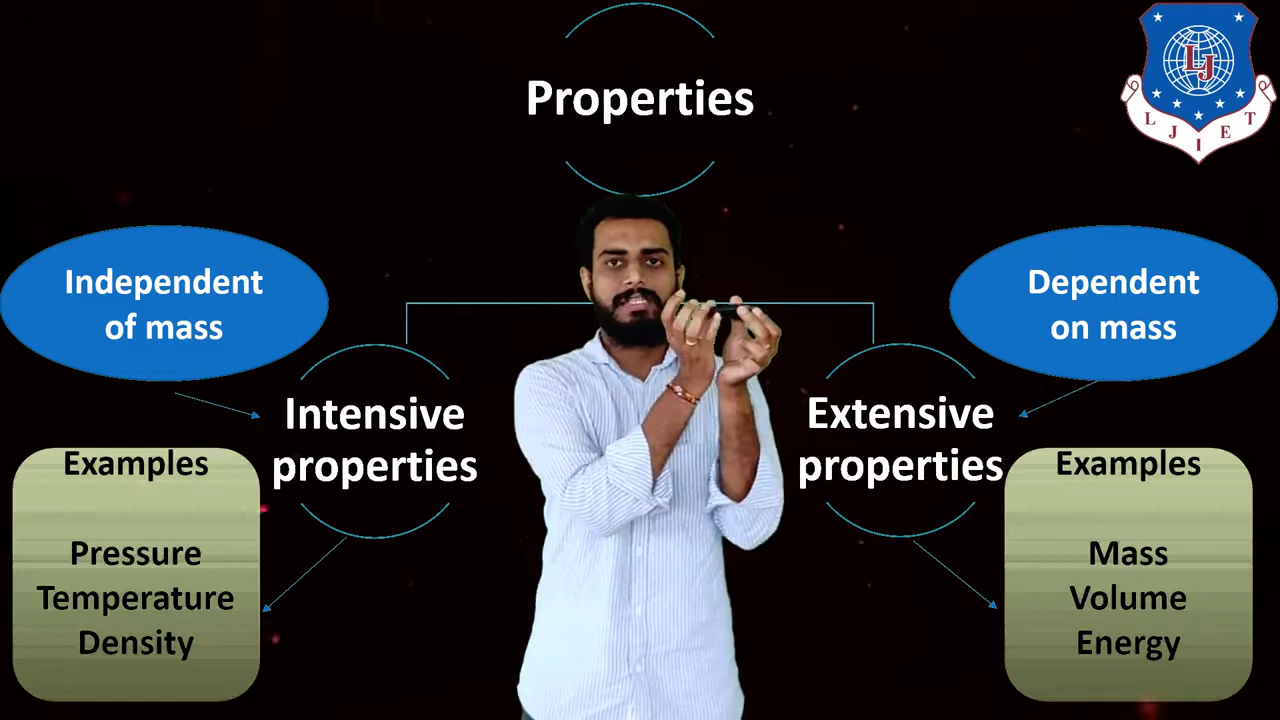 Properties
LJ
L J I E T
Independent
of mass
Dependent
on mass
Intensive
properties
Extensive
properties
Examples
Pressure
Temperature
Density
Examples
Mass
Volume
Energy